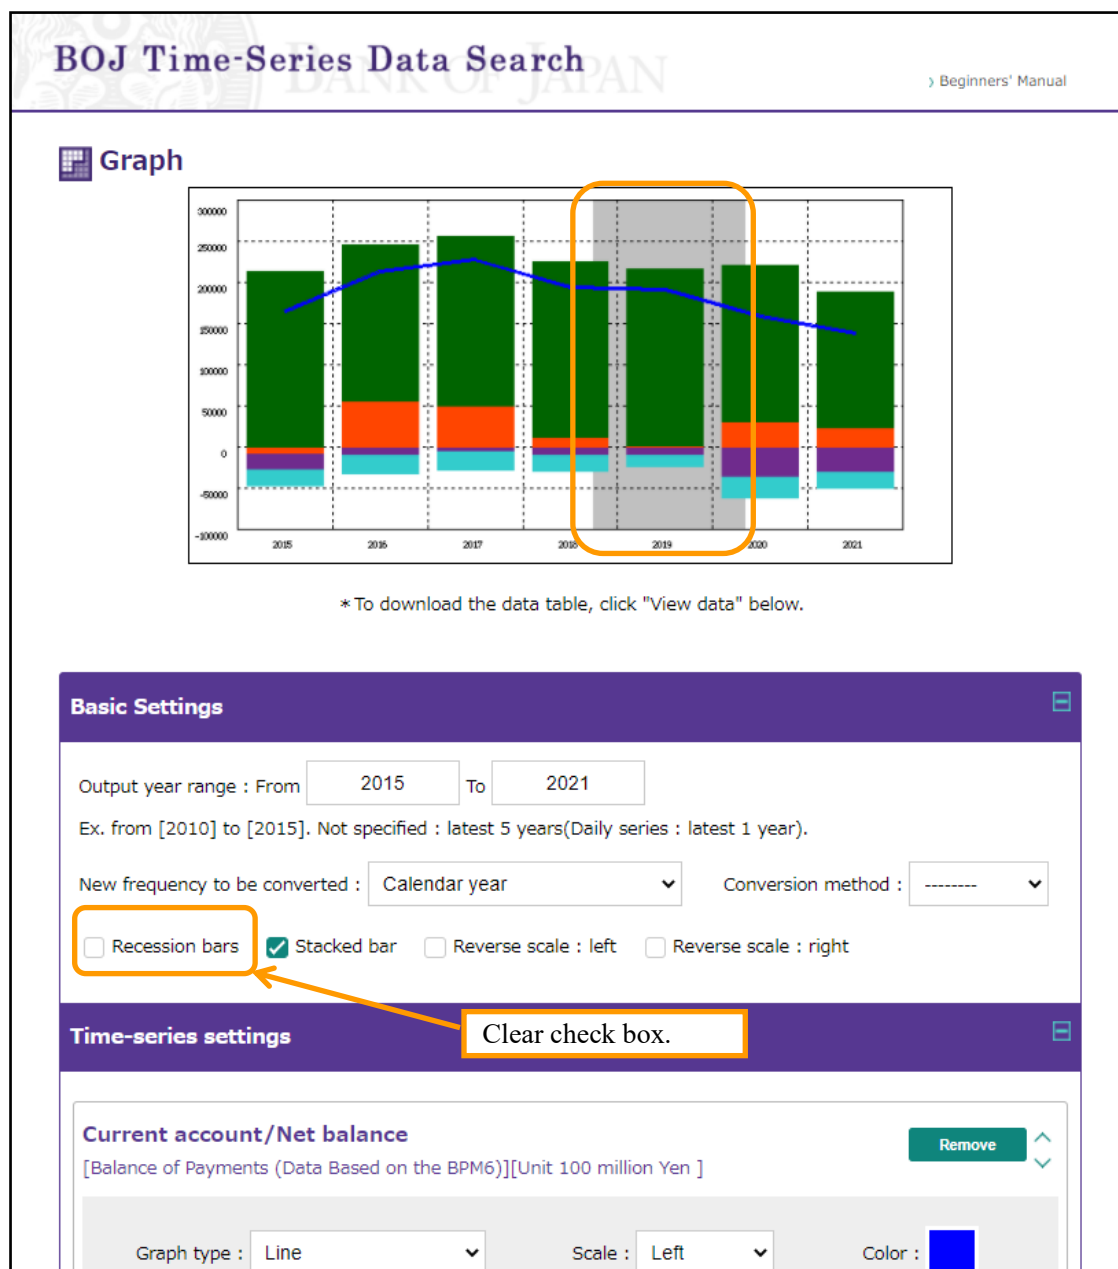 BOJ Time-Series Data Search
BANK OF JAPAN
Beginners' Manual
Graph
300000
250000
200000
150000
100000
50000
0
-50000
-100000
2015 2016 2017 2018 2019 2020 2021
* To download the data table, click "View data" below.
Basic Settings
Output year range : From 2015 To 2021
Ex. from [2010] to [2015]. Not specified : latest 5 years(Daily series : latest 1 year).
New frequency to be converted : Calendar year Conversion method : --------
Recession bars Stacked bar Reverse scale : left Reverse scale : right
Clear check box.
Time-series settings
Current account/Net balance
Remove
[Balance of Payments (Data Based on the BPM6)][Unit 100 million Yen ]
Graph type : Line Scale : Left Color :